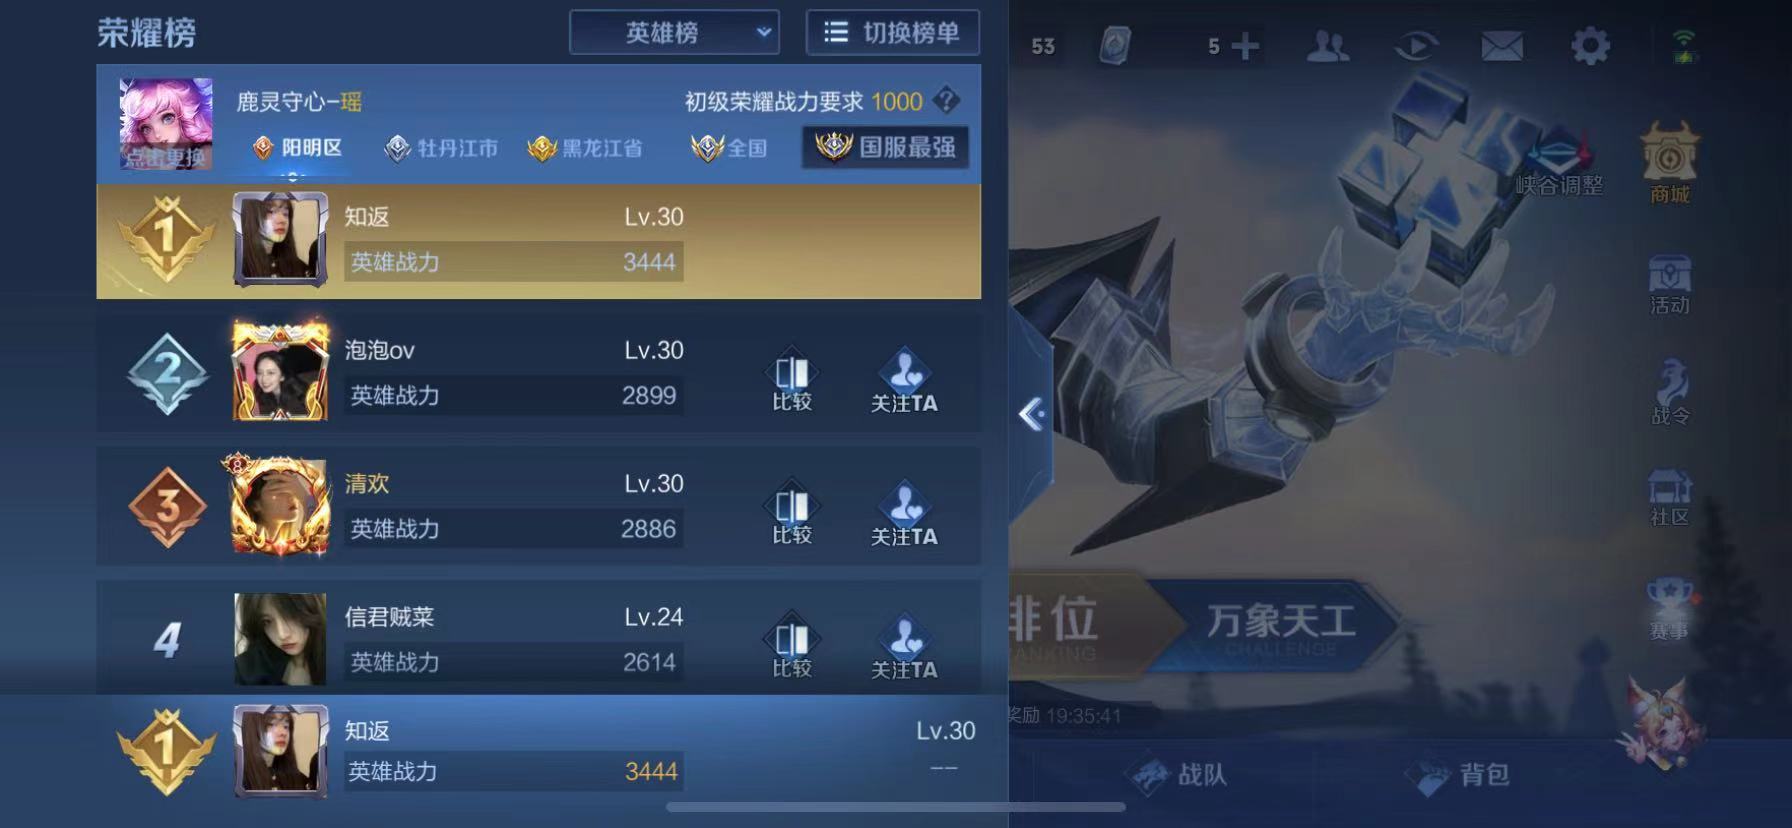 荣耀榜
英雄榜
切换榜单
鹿灵守心-瑶
初级荣耀战力要求 1000 ?
点击更换
阳明区
牡丹江市
黑龙江省
全国
国服最强
1
知返
Lv.30
英雄战力
3444
2
泡泡ov
Lv.30
英雄战力
2899
比较
关注TA
3
8
清欢
Lv.30
英雄战力
2886
比较
关注TA
4
信君贼菜
Lv.24
英雄战力
2614
比较
关注TA
1
知返
Lv.30
英雄战力
3444
--
53
5
峡谷调整
商城
活动
战令
社区
赛事
排位
RANKING
万象天工
CHALLENGE
奖励 19:35:41
战队
背包